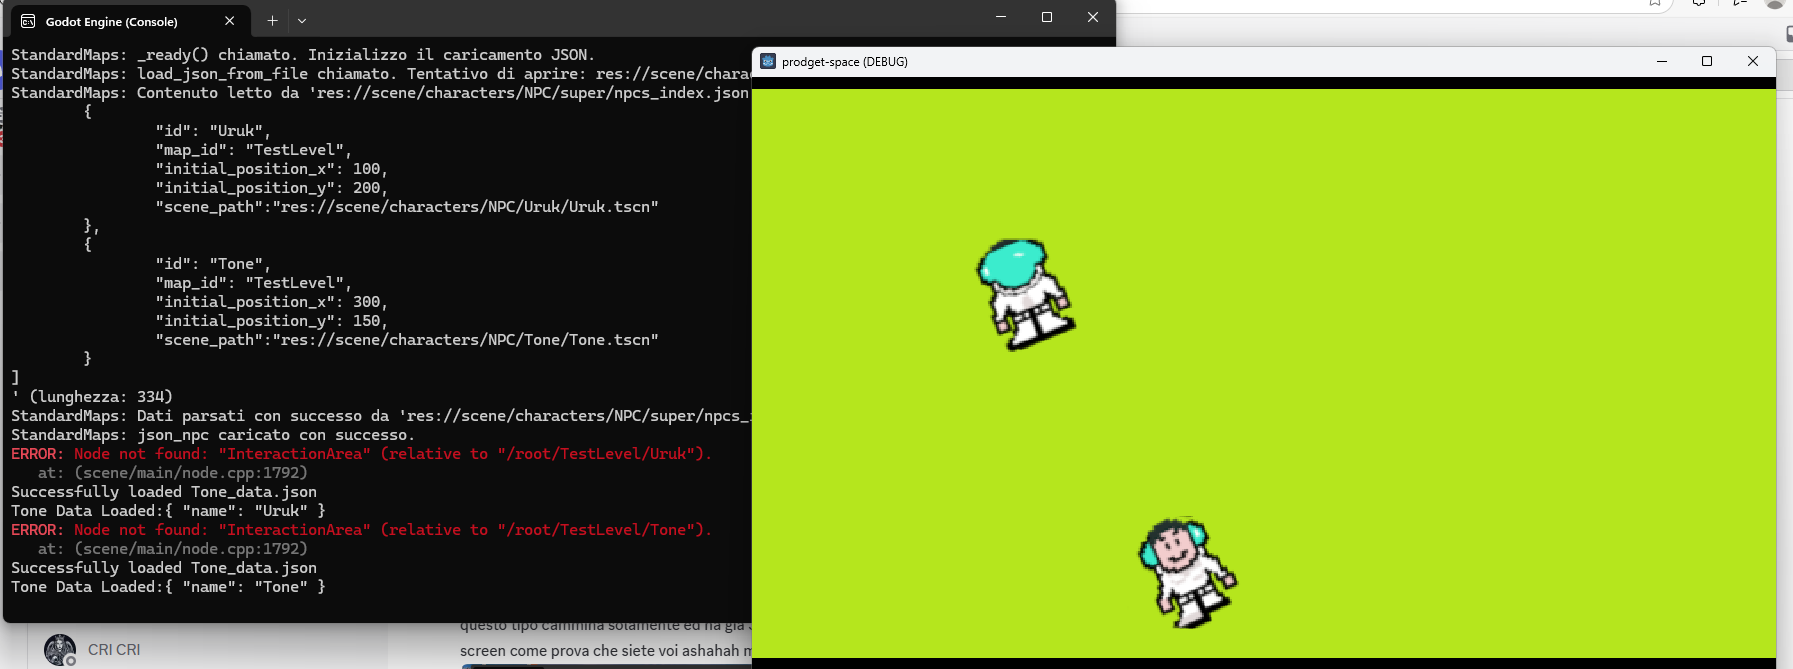 Godot Engine (Console)
StandardMaps: _ready() chiamato. Inizializzo il caricamento JSON.
StandardMaps: load_json_from_file chiamato. Tentativo di aprire: res://scene/charac
StandardMaps: Contenuto letto da 'res://scene/characters/NPC/super/npcs_index.json
{
"id": "Uruk",
"map_id": "TestLevel",
"initial_position_x": 100,
"initial_position_y": 200,
"scene_path":"res://scene/characters/NPC/Uruk/Uruk.tscn"
},
{
"id": "Tone",
"map_id": "TestLevel",
"initial_position_x": 300,
"initial_position_y": 150,
"scene_path":"res://scene/characters/NPC/Tone/Tone.tscn"
}
]
' (lunghezza: 334)
StandardMaps: Dati parsati con successo da 'res://scene/characters/NPC/super/npcs_
StandardMaps: json_npc caricato con successo.
ERROR: Node not found: "InteractionArea" (relative to "/root/TestLevel/Uruk").
at: (scene/main/node.cpp:1792)
Successfully loaded Tone_data.json
Tone Data Loaded:{ "name": "Uruk" }
ERROR: Node not found: "InteractionArea" (relative to "/root/TestLevel/Tone").
at: (scene/main/node.cpp:1792)
Successfully loaded Tone_data.json
Tone Data Loaded:{ "name": "Tone" }
prodget-space (DEBUG)
CRI CRI
questo tipo cammina solamente ed ha già
screen come prova che siete voi ashahah